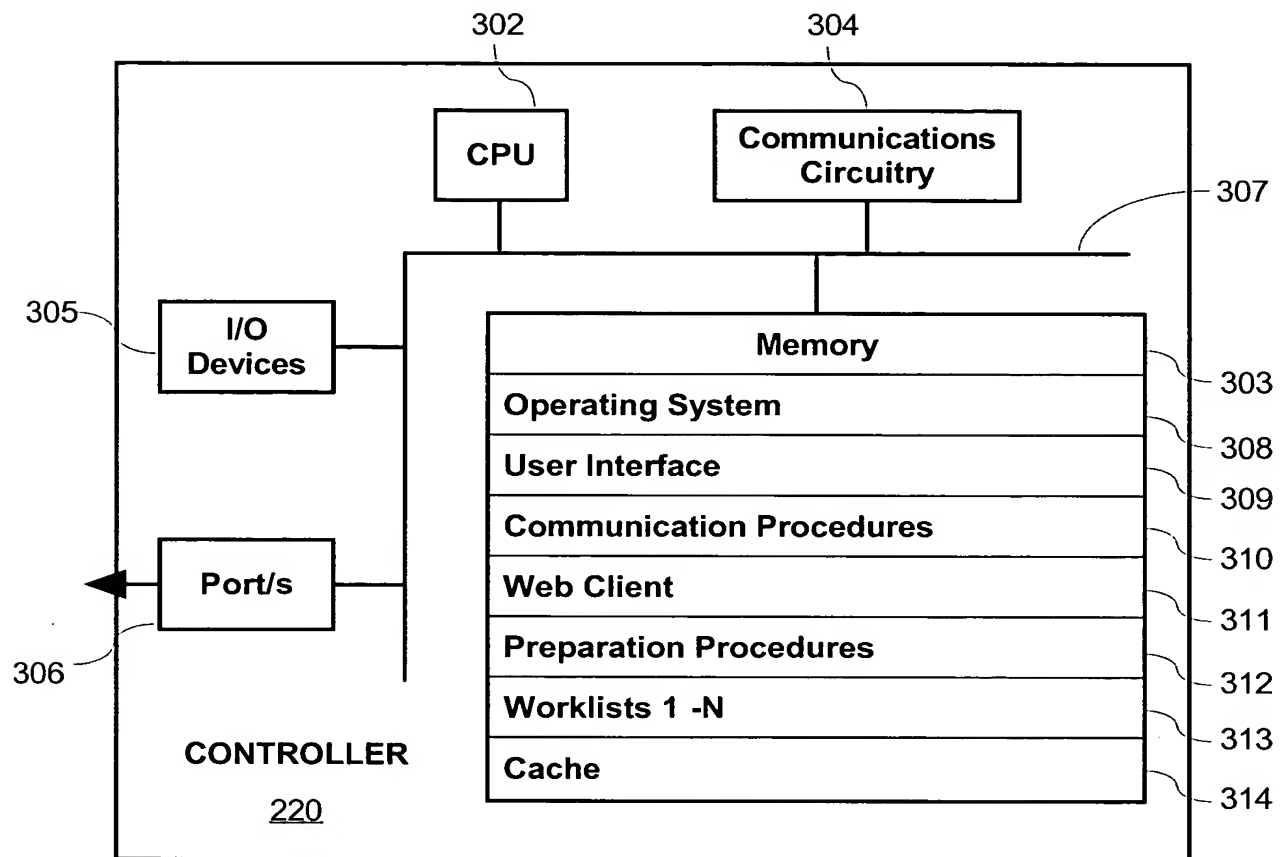 302
304
CPU
Communications
Circuitry
307
305
I/O
Devices
Memory
303
Operating System
308
User Interface
309
Communication Procedures
310
Port/s
Web Client
311
306
Preparation Procedures
312
Worklists 1 -N
313
CONTROLLER
Cache
314
220